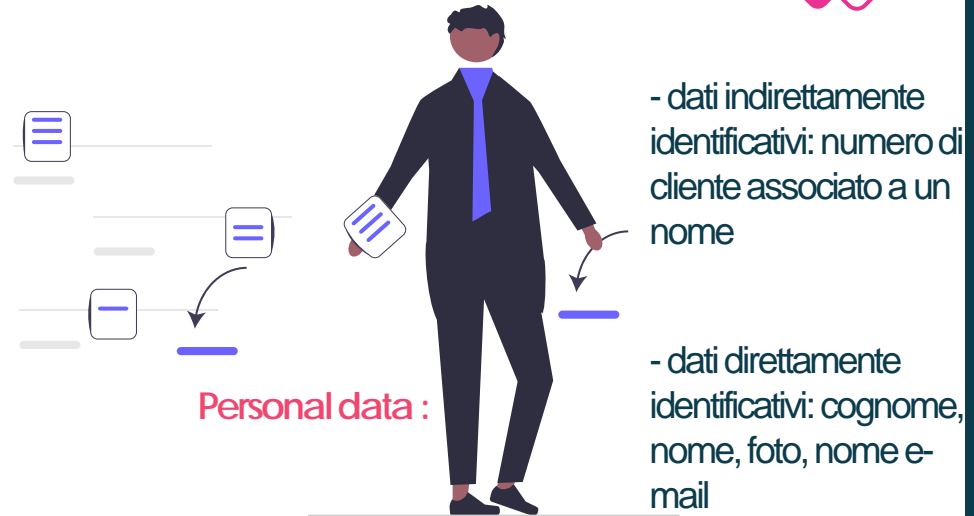 - dati indirettamente
identificativi: numero di
cliente associato a un
nome
Personal data :
- dati direttamente
identificativi: cognome,
nome, foto, nome e-
mail